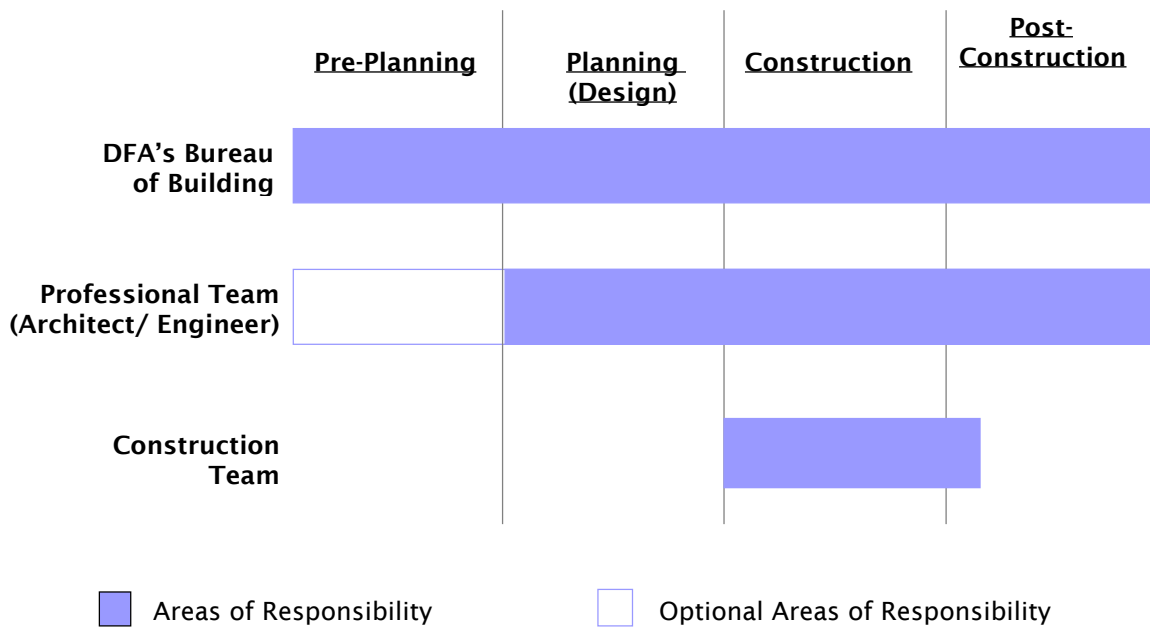 Pre-Planning
Planning
(Design)
Construction
Post-
Construction
DFA's Bureau
of Building
Professional Team
(Architect/ Engineer)
Construction
Team
Areas of Responsibility
Optional Areas of Responsibility